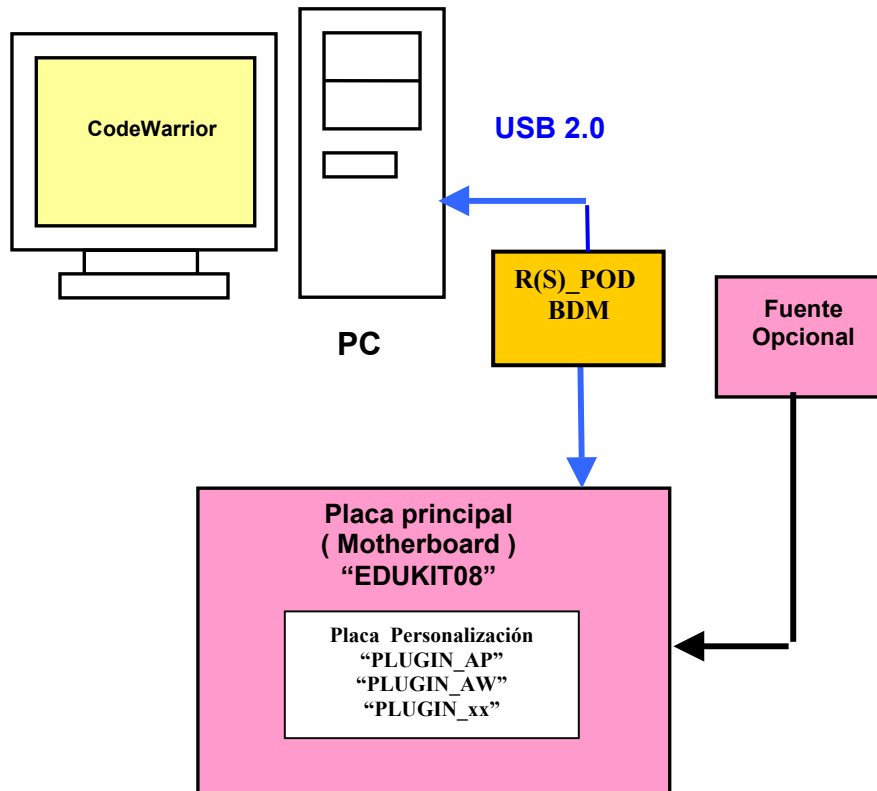 CodeWarrior
USB 2.0
R(S)_POD
BDM
Fuente
Opcional
PC
Placa principal
( Motherboard )
“EDUKIT08”
Placa Personalización
“PLUGIN_AP”
“PLUGIN_AW”
“PLUGIN_xx”